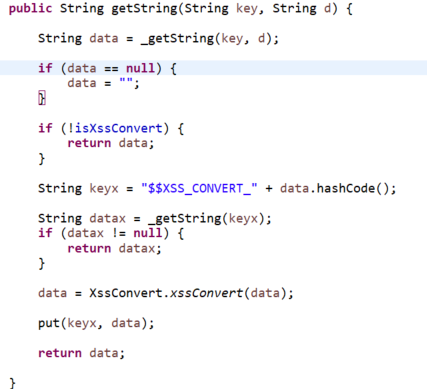 public String getString(String key, String d) {
String data = _getString(key, d);
if (data == null) {
data = "";
}
if (!isXssConvert) {
return data;
}
String keyx = "$$XSS_CONVERT_" + data.hashCode();
String datax = _getString(keyx);
if (datax != null) {
return datax;
}
data = XssConvert.xssConvert(data);
put(keyx, data);
return data;
}